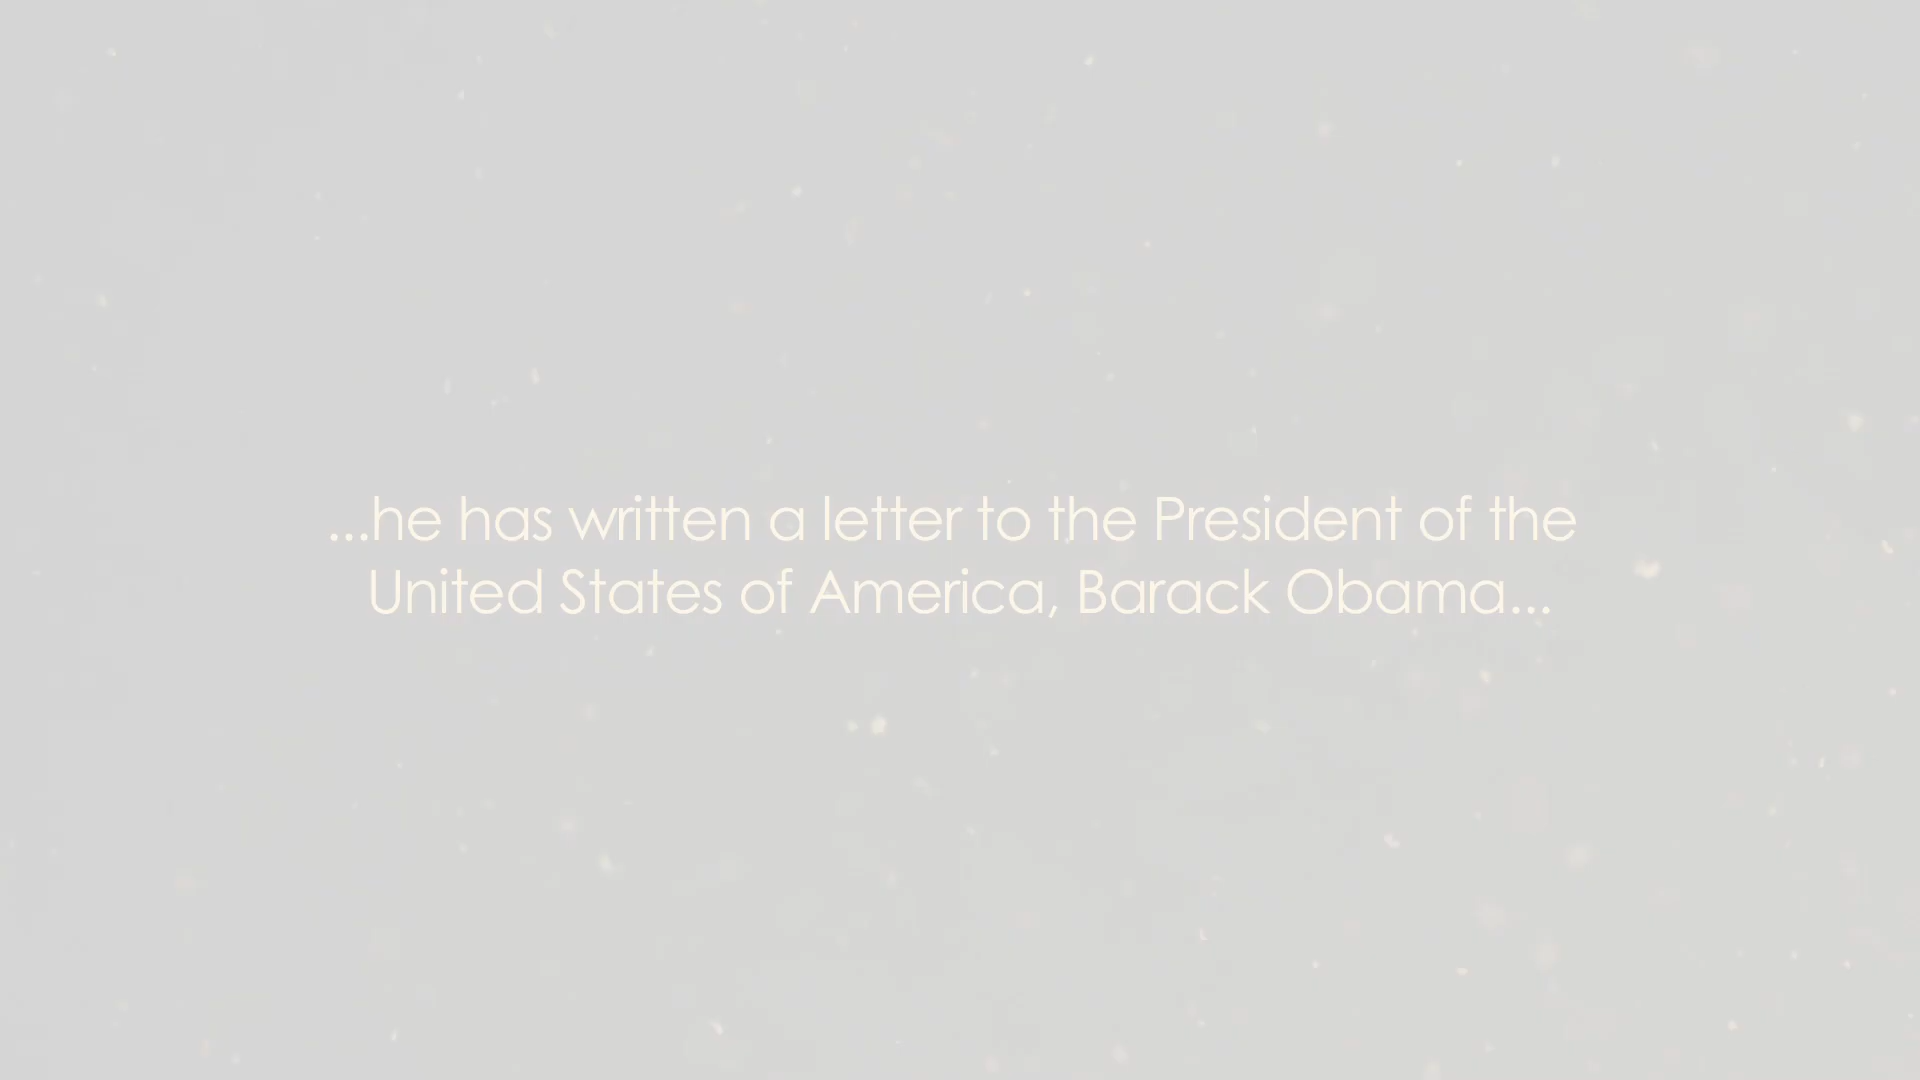 ...he has written a letter to the President of the
United States of America, Barack Obama...